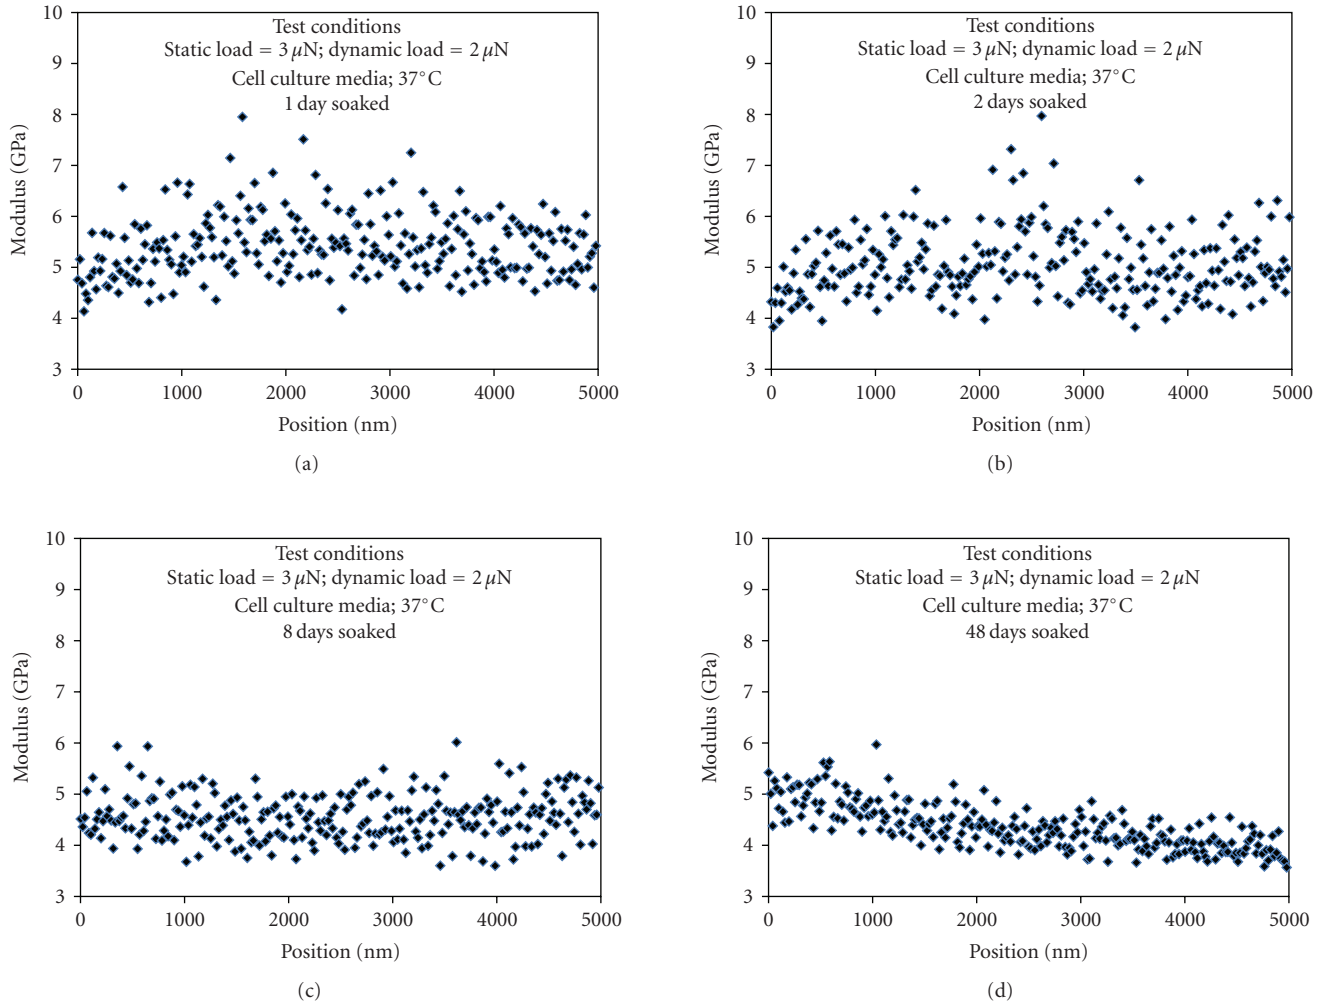 10
9
8
7
6
5
4
3
Modulus (GPa)
Test conditions
Static load = 3 μN; dynamic load = 2 μN
Cell culture media; 37°C
1 day soaked
0 1000 2000 3000 4000 5000
Position (nm)
(a)
10
9
8
7
6
5
4
3
Modulus (GPa)
Test conditions
Static load = 3 μN; dynamic load = 2 μN
Cell culture media; 37°C
2 days soaked
0 1000 2000 3000 4000 5000
Position (nm)
(b)
10
9
8
7
6
5
4
3
Modulus (GPa)
Test conditions
Static load = 3 μN; dynamic load = 2 μN
Cell culture media; 37°C
8 days soaked
0 1000 2000 3000 4000 5000
Position (nm)
(c)
10
9
8
7
6
5
4
3
Modulus (GPa)
Test conditions
Static load = 3 μN; dynamic load = 2 μN
Cell culture media; 37°C
48 days soaked
0 1000 2000 3000 4000 5000
Position (nm)
(d)